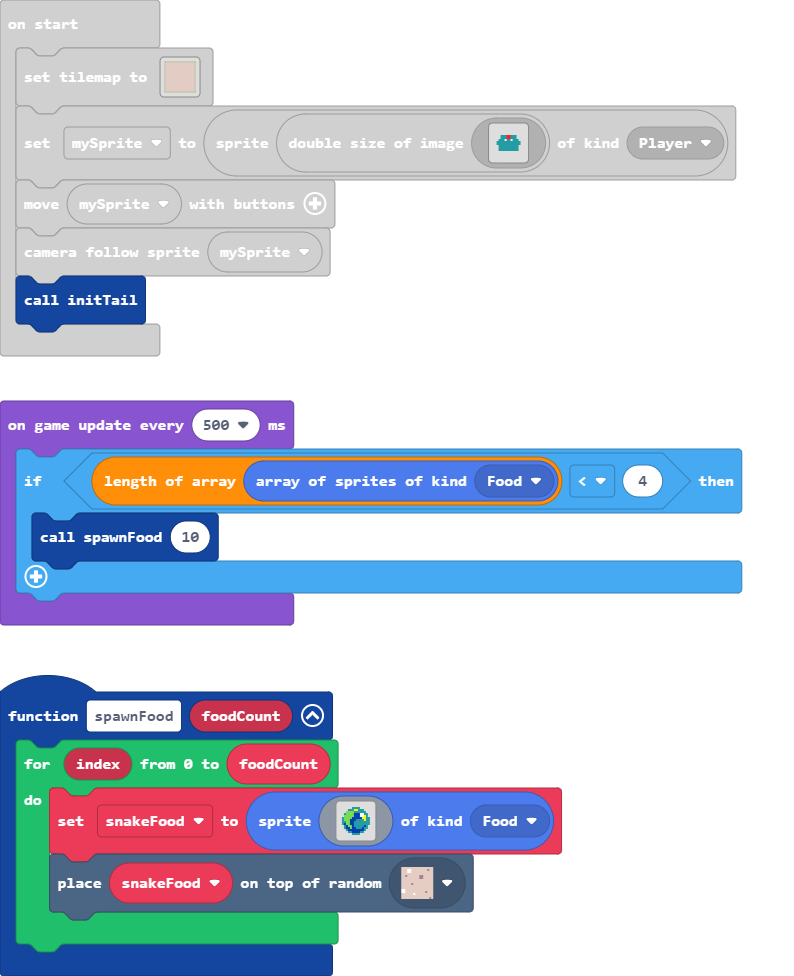 on start
set tilemap to
set mySprite to sprite double size of image of kind Player
move mySprite with buttons
camera follow sprite mySprite
call initTail
on game update every 500 ms
if length of array array of sprites of kind Food < 4 then
call spawnFood 10
function spawnFood foodCount
for index from 0 to foodCount
do
set snakeFood to sprite of kind Food
place snakeFood on top of random